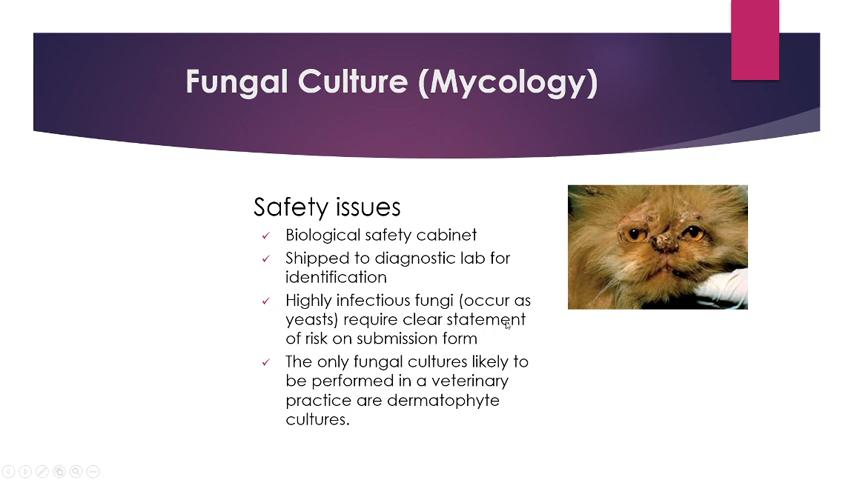 Fungal Culture (Mycology)
Safety issues
Biological safety cabinet
Shipped to diagnostic lab for
identification
Highly infectious fungi (occur as
yeasts) require clear statement
of risk on submission form
The only fungal cultures likely to
be performed in a veterinary
practice are dermatophyte
cultures.